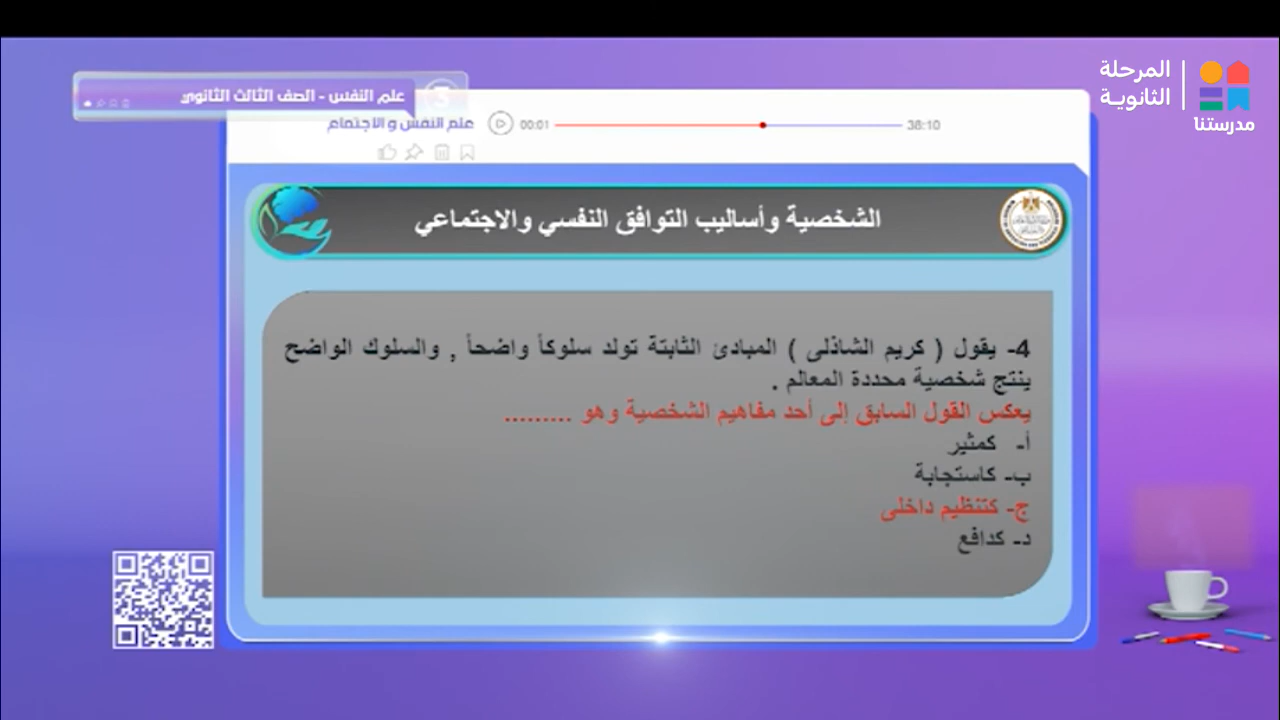 المرحلة
الثانوية
مدرستنا
علم النفس - الصف الثالث الثانوي
علم النفس و الاجتماع
00:01
38:10
الشخصية وأساليب التوافق النفسي والاجتماعي
4- يقول ( كريم الشاذلى ) المبادئ الثابتة تولد سلوكاً واضحاً , والسلوك الواضح
ينتج شخصية محددة المعالم .
يعكس القول السابق إلى أحد مفاهيم الشخصية وهو .........
أ- كمثير
ب- كاستجابة
ج- كتنظيم داخلى
د- كدافع